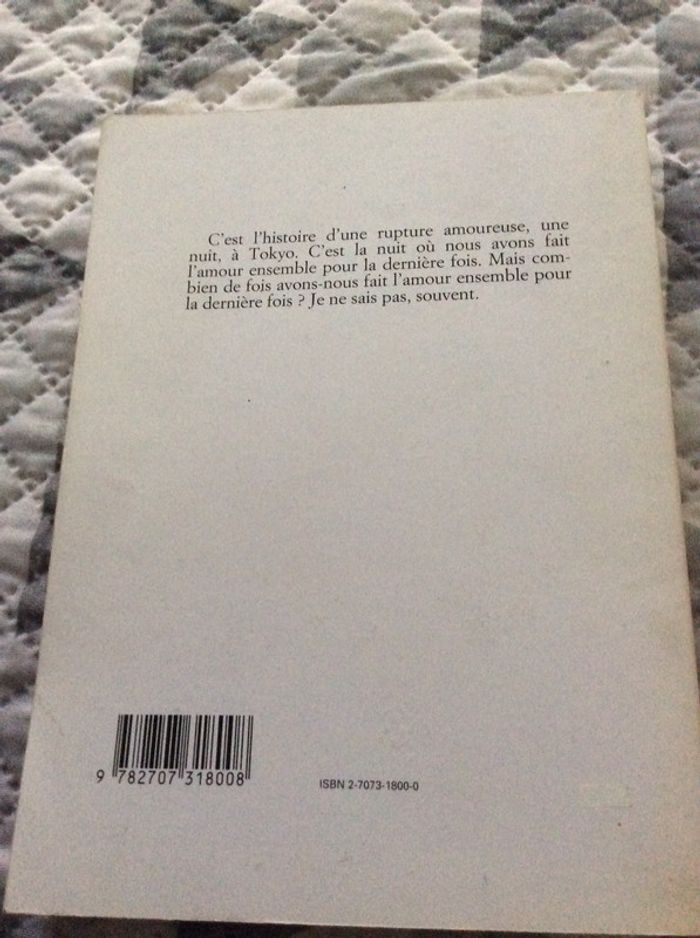 C'est l'histoire d'une rupture amoureuse, une
nuit, à Tokyo. C'est la nuit où nous avons fait
l'amour ensemble pour la dernière fois. Mais com-
bien de fois avons-nous fait l'amour ensemble pour
la dernière fois ? Je ne sais pas, souvent.
9 782707 318008
ISBN 2-7073-1800-0